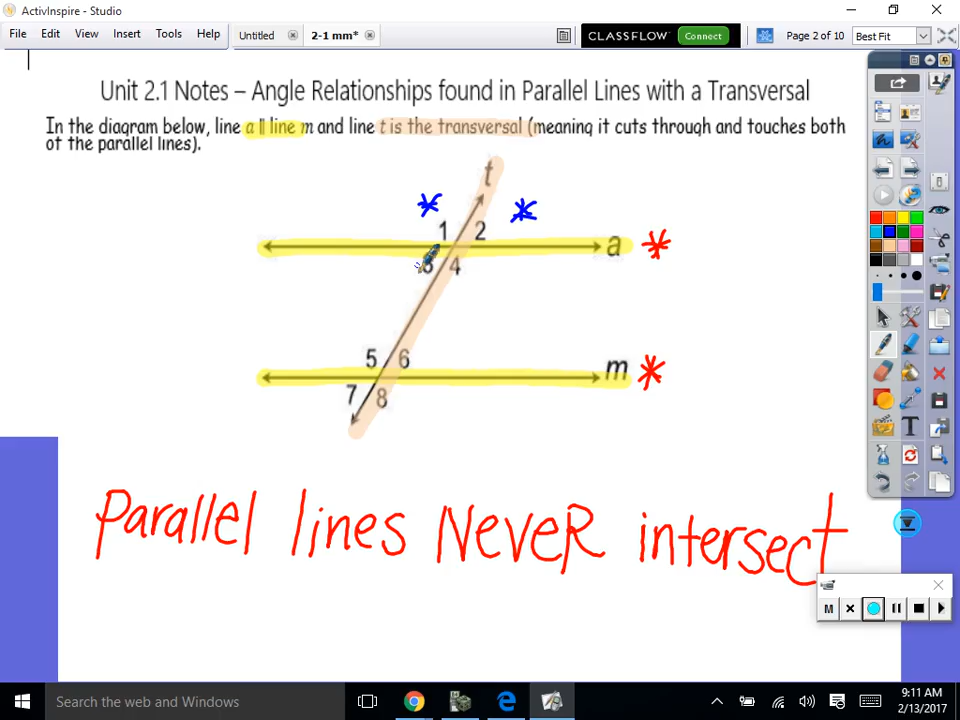 ActivInspire - Studio
File Edit View Insert Tools Help Untitled 2-1 mm* CLASSFLOW Connect Page 2 of 10 Best Fit
Unit 2.1 Notes – Angle Relationships found in Parallel Lines with a Transversal
In the diagram below, line a ∥ line m and line t is the transversal (meaning it cuts through and touches both
of the parallel lines).
t
1 2
a
3 4
5 6
m
7 8
Parallel lines NeveR intersect
M
Search the web and Windows
9:11 AM
2/13/2017